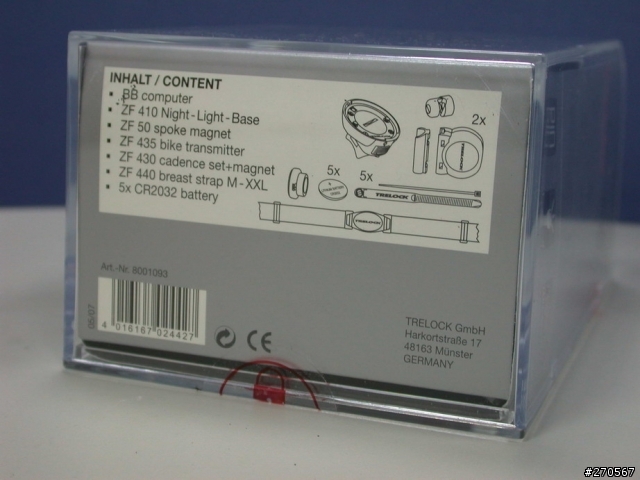 INHALT / CONTENT
▪ BB computer
▪ ZF 410 Night-Light-Base
▪ ZF 50 spoke magnet
▪ ZF 435 bike transmitter
▪ ZF 430 cadence set+magnet
▪ ZF 440 breast strap M-XXL
▪ 5x CR2032 battery
2x
5x
5x
TRELOCK
Art.-Nr. 8001093
05/07
4 016167 024427
CE
TRELOCK GmbH
Harkortstraße 17
48163 Münster
GERMANY
#270567